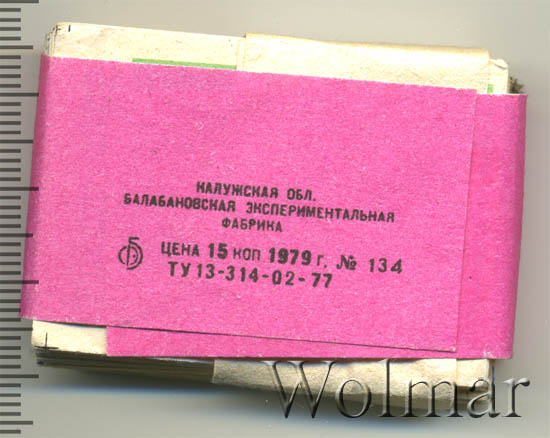 КАЛУЖСКАЯ ОБЛ.
БАЛАБАНОВСКАЯ ЭКСПЕРИМЕНТАЛЬНАЯ
ФАБРИКА
ЦЕНА 15 КОП 1979 г. № 134
ТУ 13-314-02-77
Wolmar